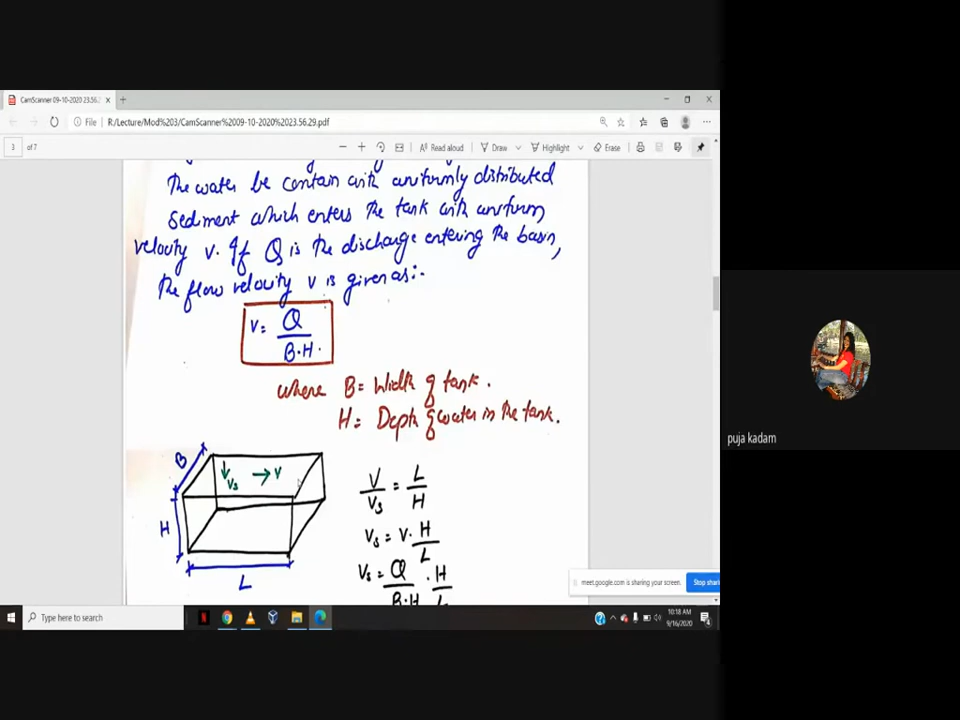 CamScanner 09-10-2020 23.56.2
File R:/Lecture/Mod%203/CamScanner%2009-10-2020%2023.56.29.pdf
3 of 7
Read aloud Draw Highlight Erase
The water be contain with uniformly distributed
Sediment which enters the tank with uniform
velocity v. If Q is the discharge entering the basin,
the flow velocity v is given as:-
v = Q / B·H.
where B = Width of tank.
H = Depth of water in the tank.
B
Vs → V
H
L
V / Vs = L / H
Vs = V · H / L
Vs = Q / B·H · H / L
meet.google.com is sharing your screen. Stop shar
Type here to search
10:18 AM
9/16/2020
puja kadam